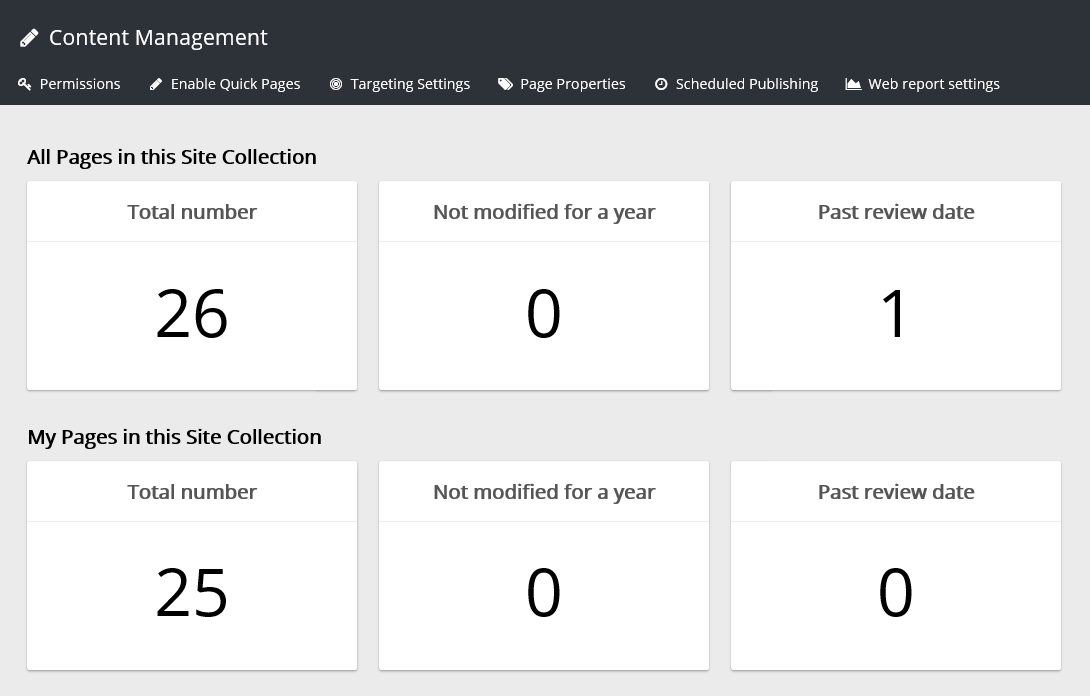 Content Management
Permissions Enable Quick Pages Targeting Settings Page Properties Scheduled Publishing Web report settings
All Pages in this Site Collection
Total number Not modified for a year Past review date
26 0 1
My Pages in this Site Collection
Total number Not modified for a year Past review date
25 0 0